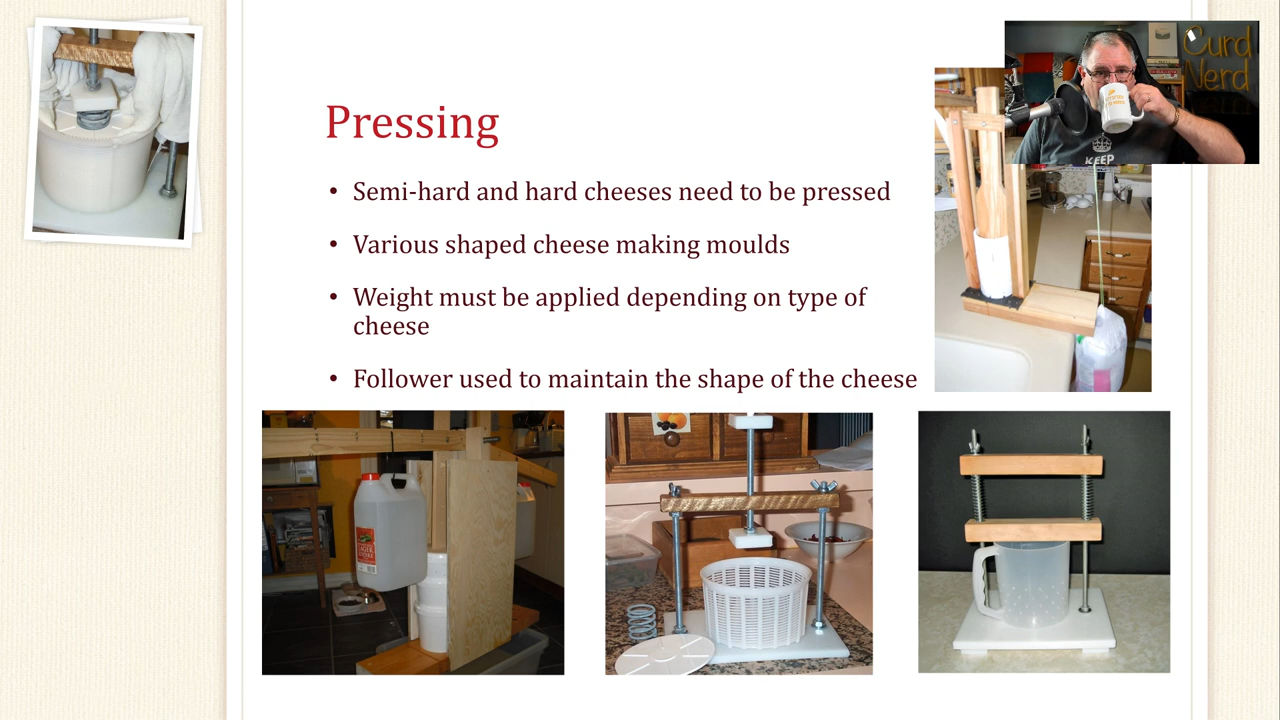 Curd
Nerd
KEEP
Pressing
• Semi-hard and hard cheeses need to be pressed
• Various shaped cheese making moulds
• Weight must be applied depending on type of
cheese
• Follower used to maintain the shape of the cheese